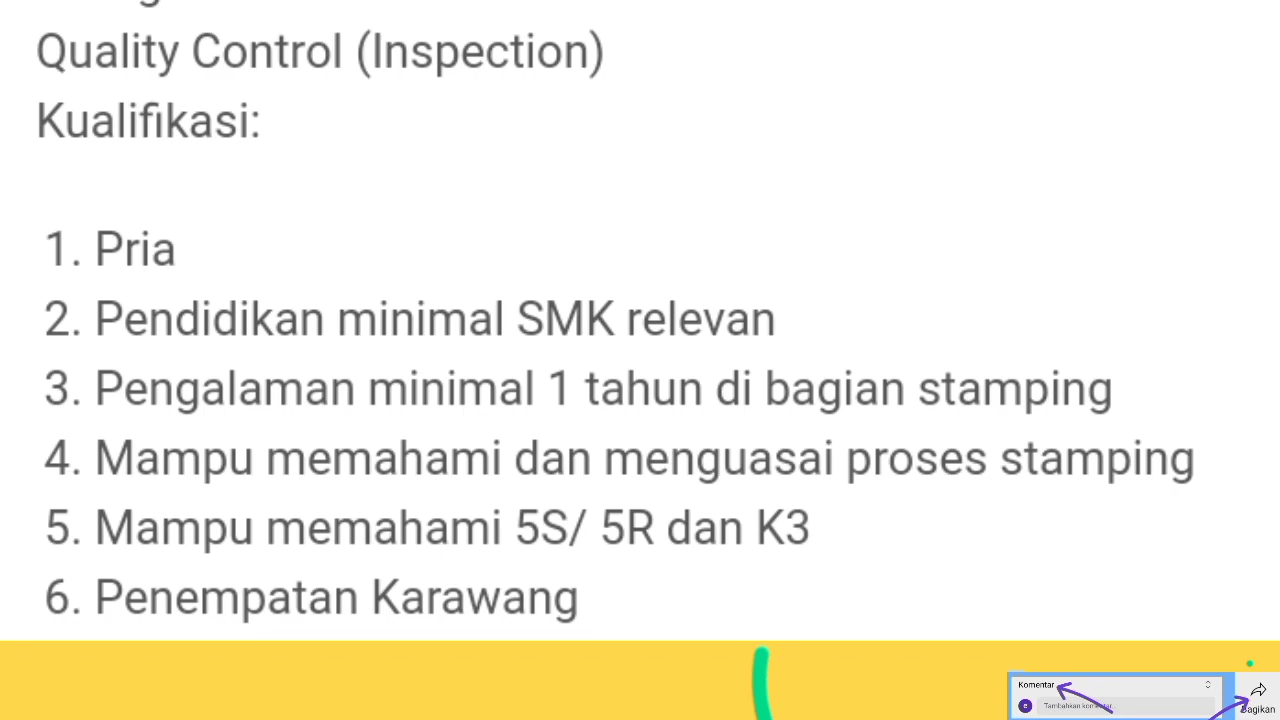 Quality Control (Inspection)
Kualifikasi:
1. Pria
2. Pendidikan minimal SMK relevan
3. Pengalaman minimal 1 tahun di bagian stamping
4. Mampu memahami dan menguasai proses stamping
5. Mampu memahami 5S/ 5R dan K3
6. Penempatan Karawang
Komentar
Tambahkan komentar...
Bagikan